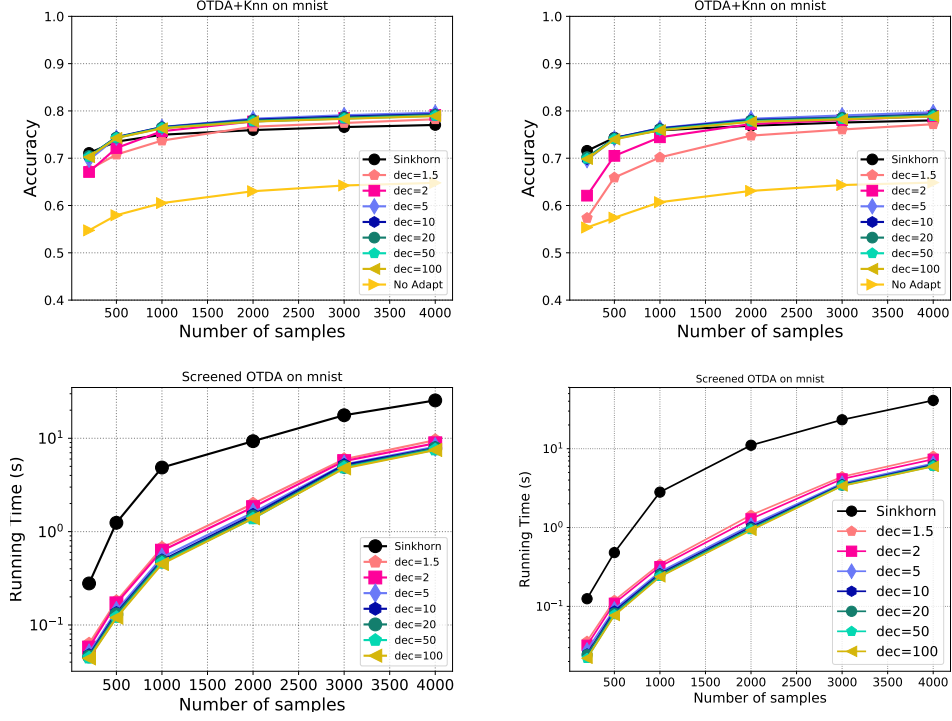 OTDA+Knn on mnist
1.0
0.9
0.8
0.7
0.6
0.5
0.4
Accuracy
Sinkhorn
dec=1.5
dec=2
dec=5
dec=10
dec=20
dec=50
dec=100
No Adapt
500 1000 1500 2000 2500 3000 3500 4000
Number of samples
OTDA+Knn on mnist
1.0
0.9
0.8
0.7
0.6
0.5
0.4
Accuracy
Sinkhorn
dec=1.5
dec=2
dec=5
dec=10
dec=20
dec=50
dec=100
No Adapt
500 1000 1500 2000 2500 3000 3500 4000
Number of samples
Screened OTDA on mnist
10¹
10⁰
10⁻¹
Running Time (s)
Sinkhorn
dec=1.5
dec=2
dec=5
dec=10
dec=20
dec=50
dec=100
500 1000 1500 2000 2500 3000 3500 4000
Number of samples
Screened OTDA on mnist
10¹
10⁰
10⁻¹
Running Time (s)
Sinkhorn
dec=1.5
dec=2
dec=5
dec=10
dec=20
dec=50
dec=100
500 1000 1500 2000 2500 3000 3500 4000
Number of samples